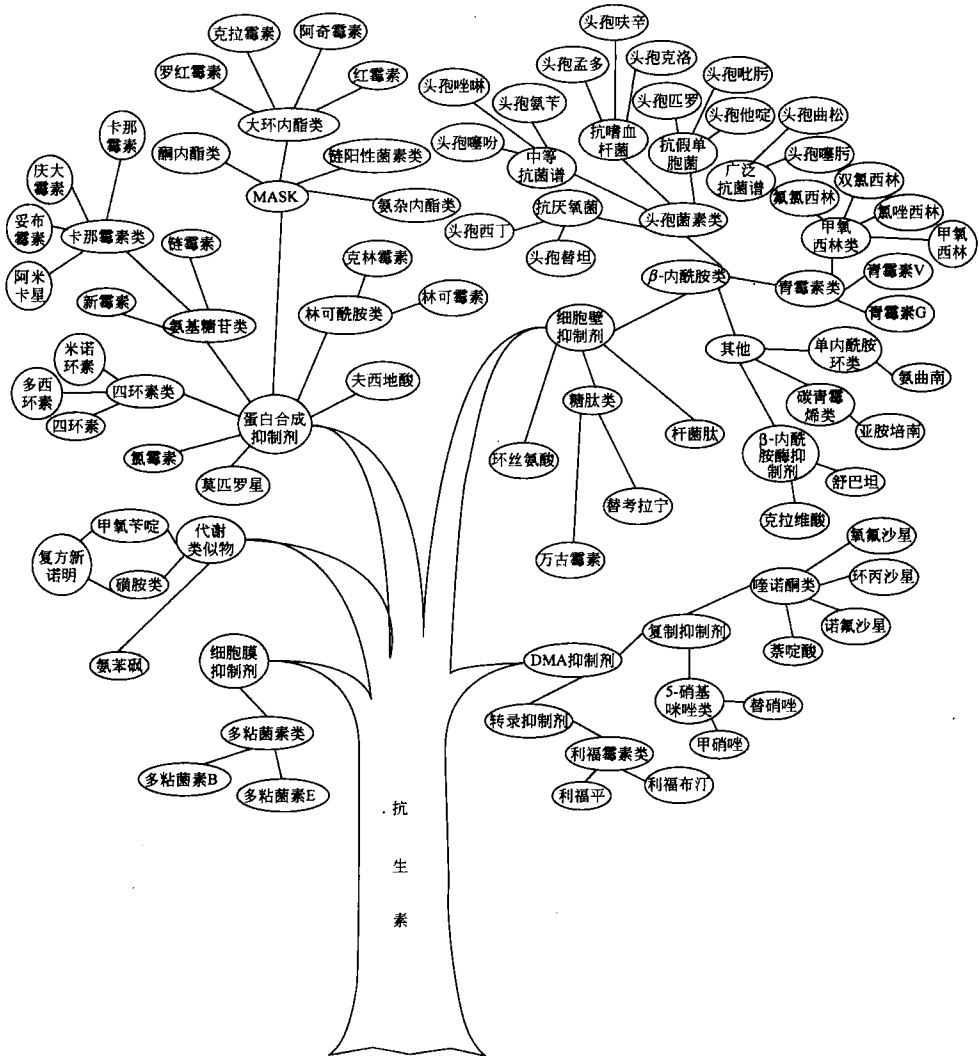 克拉霉素
阿奇霉素
罗红霉素
红霉素
大环内酯类
酮内酯类
链阳性菌素类
MASK
氨杂内酯类
卡那
霉素
庆大
霉素
妥布
霉素
阿米
卡星
卡那霉素类
链霉素
新霉素
氨基糖苷类
克林霉素
林可霉素
林可酰胺类
米诺
环素
多西
环素
四环素
四环素类
氯霉素
莫匹罗星
夫西地酸
蛋白合成
抑制剂
甲氧苄啶
复方新
诺明
磺胺类
代谢
类似物
氨苯砜
细胞膜
抑制剂
多粘菌素类
多粘菌素B
多粘菌素E
头孢呋辛
头孢孟多
头孢克洛
头孢唑啉
头孢氨苄
头孢噻吩
中等
抗菌谱
抗嗜血
杆菌
头孢匹罗
头孢吡肟
头孢他啶
抗假单
胞菌
头孢曲松
头孢噻肟
广泛
抗菌谱
抗厌氧菌
头孢西丁
头孢替坦
头孢菌素类
氟氯西林
双氯西林
氯唑西林
甲氧
西林
甲氧
西林类
青霉素V
青霉素类
青霉素G
β-内酰胺类
细胞壁
抑制剂
其他
单内酰胺
环类
氨曲南
碳青霉
烯类
亚胺培南
β-内酰
胺酶抑
制剂
舒巴坦
克拉维酸
糖肽类
杆菌肽
环丝氨酸
替考拉宁
万古霉素
氧氟沙星
喹诺酮类
环丙沙星
诺氟沙星
萘啶酸
复制抑制剂
DMA抑制剂
5-硝基
咪唑类
替硝唑
甲硝唑
转录抑制剂
利福霉素类
利福平
利福布汀
抗
生
素